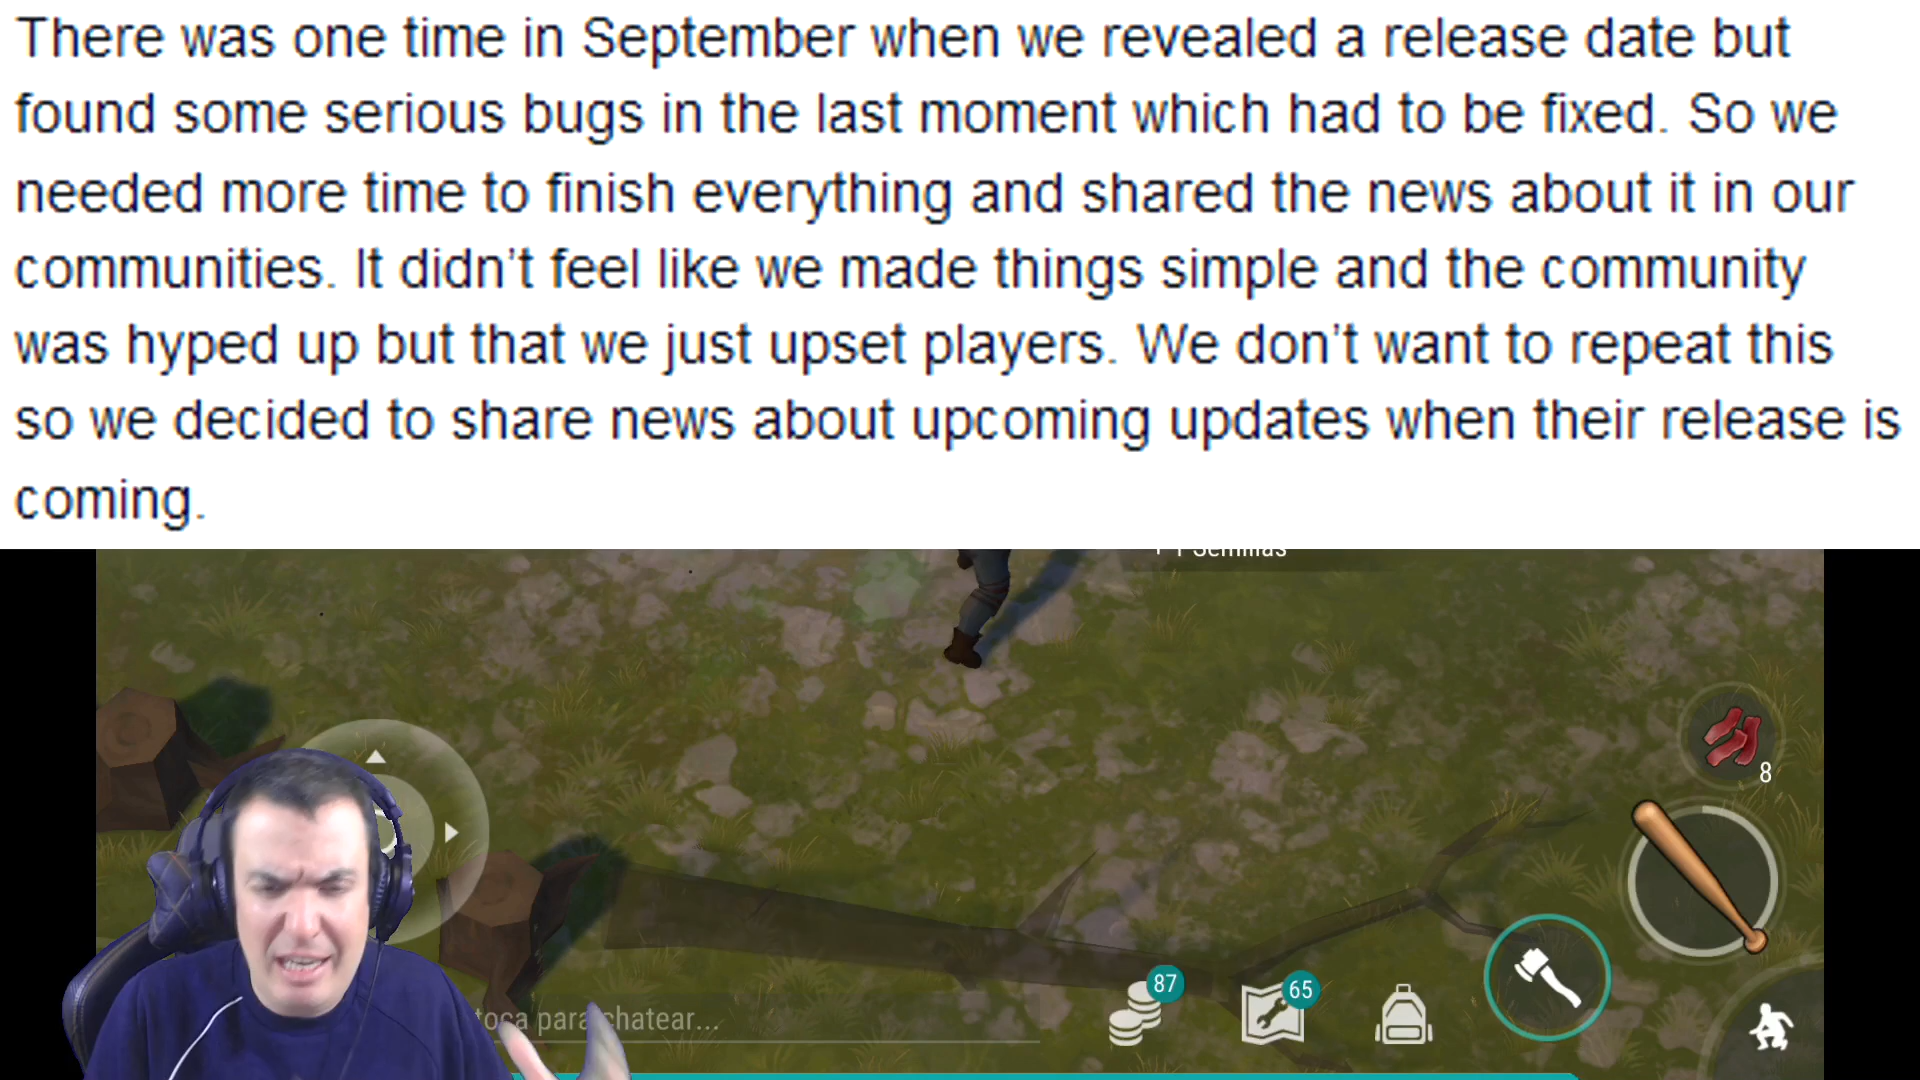 There was one time in September when we revealed a release date but
found some serious bugs in the last moment which had to be fixed. So we
needed more time to finish everything and shared the news about it in our
communities. It didn’t feel like we made things simple and the community
was hyped up but that we just upset players. We don’t want to repeat this
so we decided to share news about upcoming updates when their release is
coming.
+ 1 Semillas
8
87
65
toca para chatear...